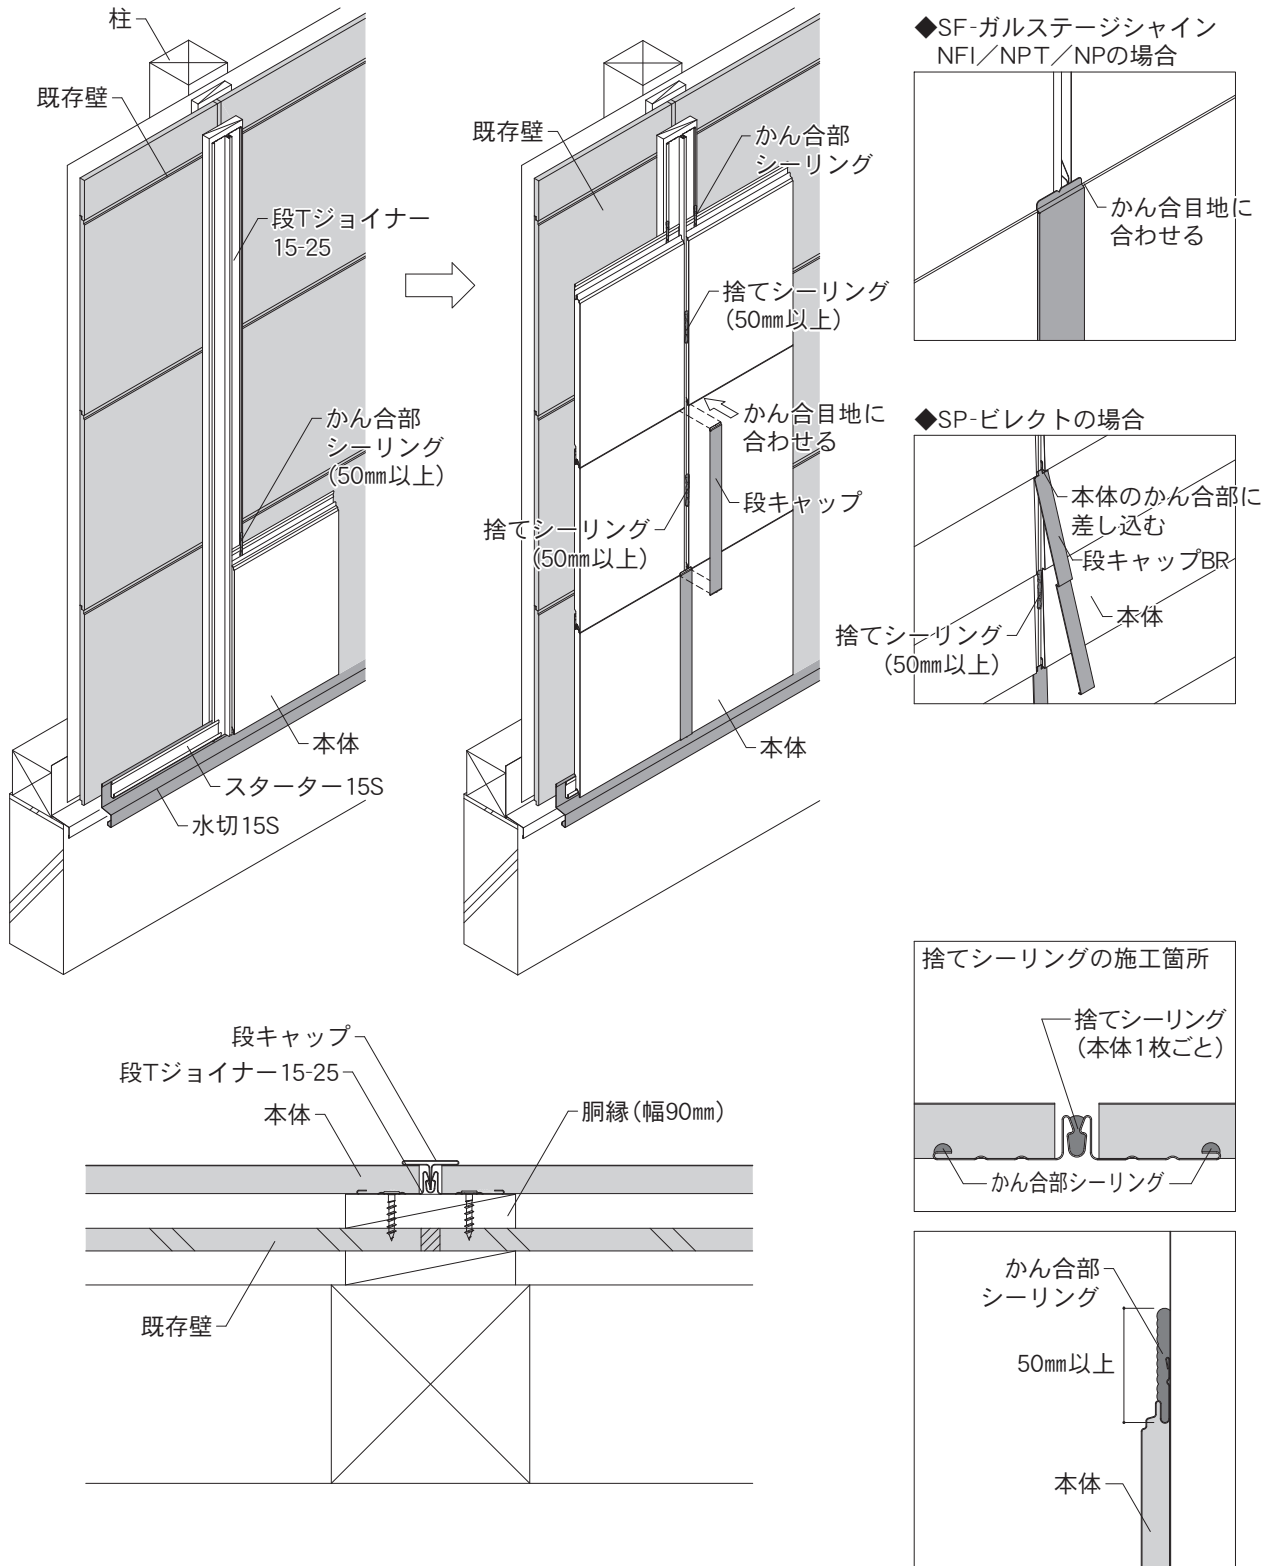 柱
既存壁
段Tジョイナー
15-25
かん合部
シーリング
(50㎜以上)
本体
スターター15S
水切15S
既存壁
かん合部
シーリング
捨てシーリング
(50㎜以上)
かん合目地に
合わせる
段キャップ
捨てシーリング
(50㎜以上)
本体
◆SF-ガルステージシャイン
NFI／NPT／NPの場合
かん合目地に
合わせる
◆SP-ビレクトの場合
本体のかん合部に
差し込む
段キャップBR
本体
捨てシーリング
(50㎜以上)
段キャップ
段Tジョイナー15-25
本体
胴縁(幅90㎜)
既存壁
捨てシーリングの施工箇所
捨てシーリング
(本体1枚ごと)
かん合部シーリング
かん合部
シーリング
50㎜以上
本体